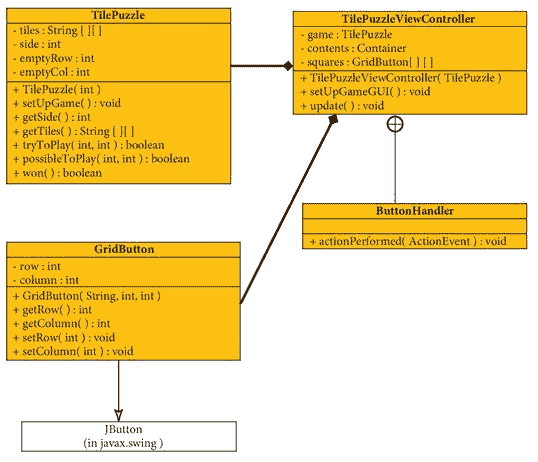 TilePuzzle
- tiles : String [ ][ ]
- side : int
- emptyRow : int
- emptyCol : int
+ TilePuzzle( int )
+ setUpGame( ) : void
+ getSide( ) : int
+ getTiles( ) : String [ ][ ]
+ tryToPlay( int, int ) : boolean
+ possibleToPlay( int, int ) : boolean
+ won( ) : boolean
TilePuzzleViewController
- game : TilePuzzle
- contents : Container
- squares : GridButton[ ] [ ]
+ TilePuzzleViewController( TilePuzzle )
+ setUpGameGUI( ) : void
+ update( ) : void
ButtonHandler
+ actionPerformed( ActionEvent ) : void
GridButton
- row : int
- column : int
+ GridButton( String, int, int )
+ getRow( ) : int
+ getColumn( ) : int
+ setRow( int ) : void
+ setColumn( int ) : void
JButton
(in javax.swing )